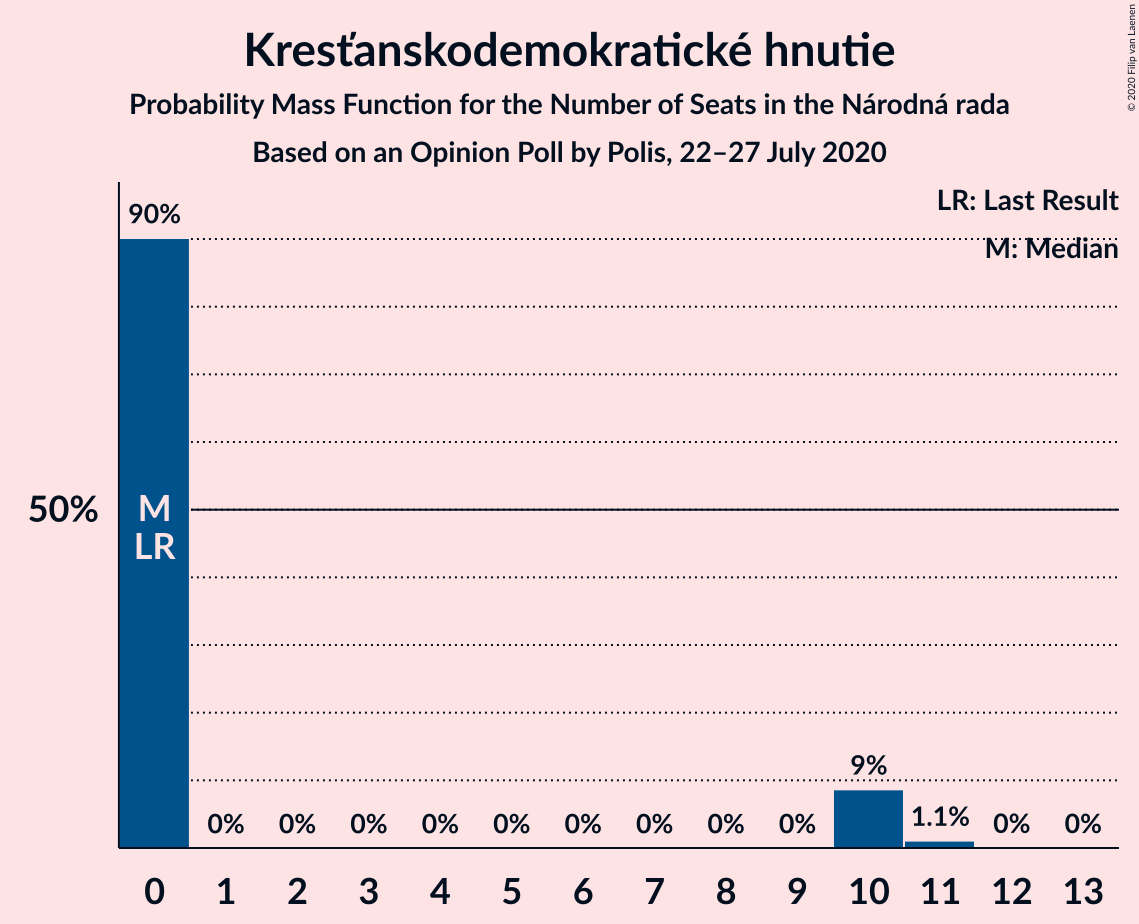 Kresťanskodemokratické hnutie
Probability Mass Function for the Number of Seats in the Národná rada
Based on an Opinion Poll by Polis, 22–27 July 2020
© 2020 Filip van Laenen
LR: Last Result
M: Median
90%
50%
M
LR
0% 0% 0% 0% 0% 0% 0% 0% 0% 9% 1.1% 0% 0%
0 1 2 3 4 5 6 7 8 9 10 11 12 13